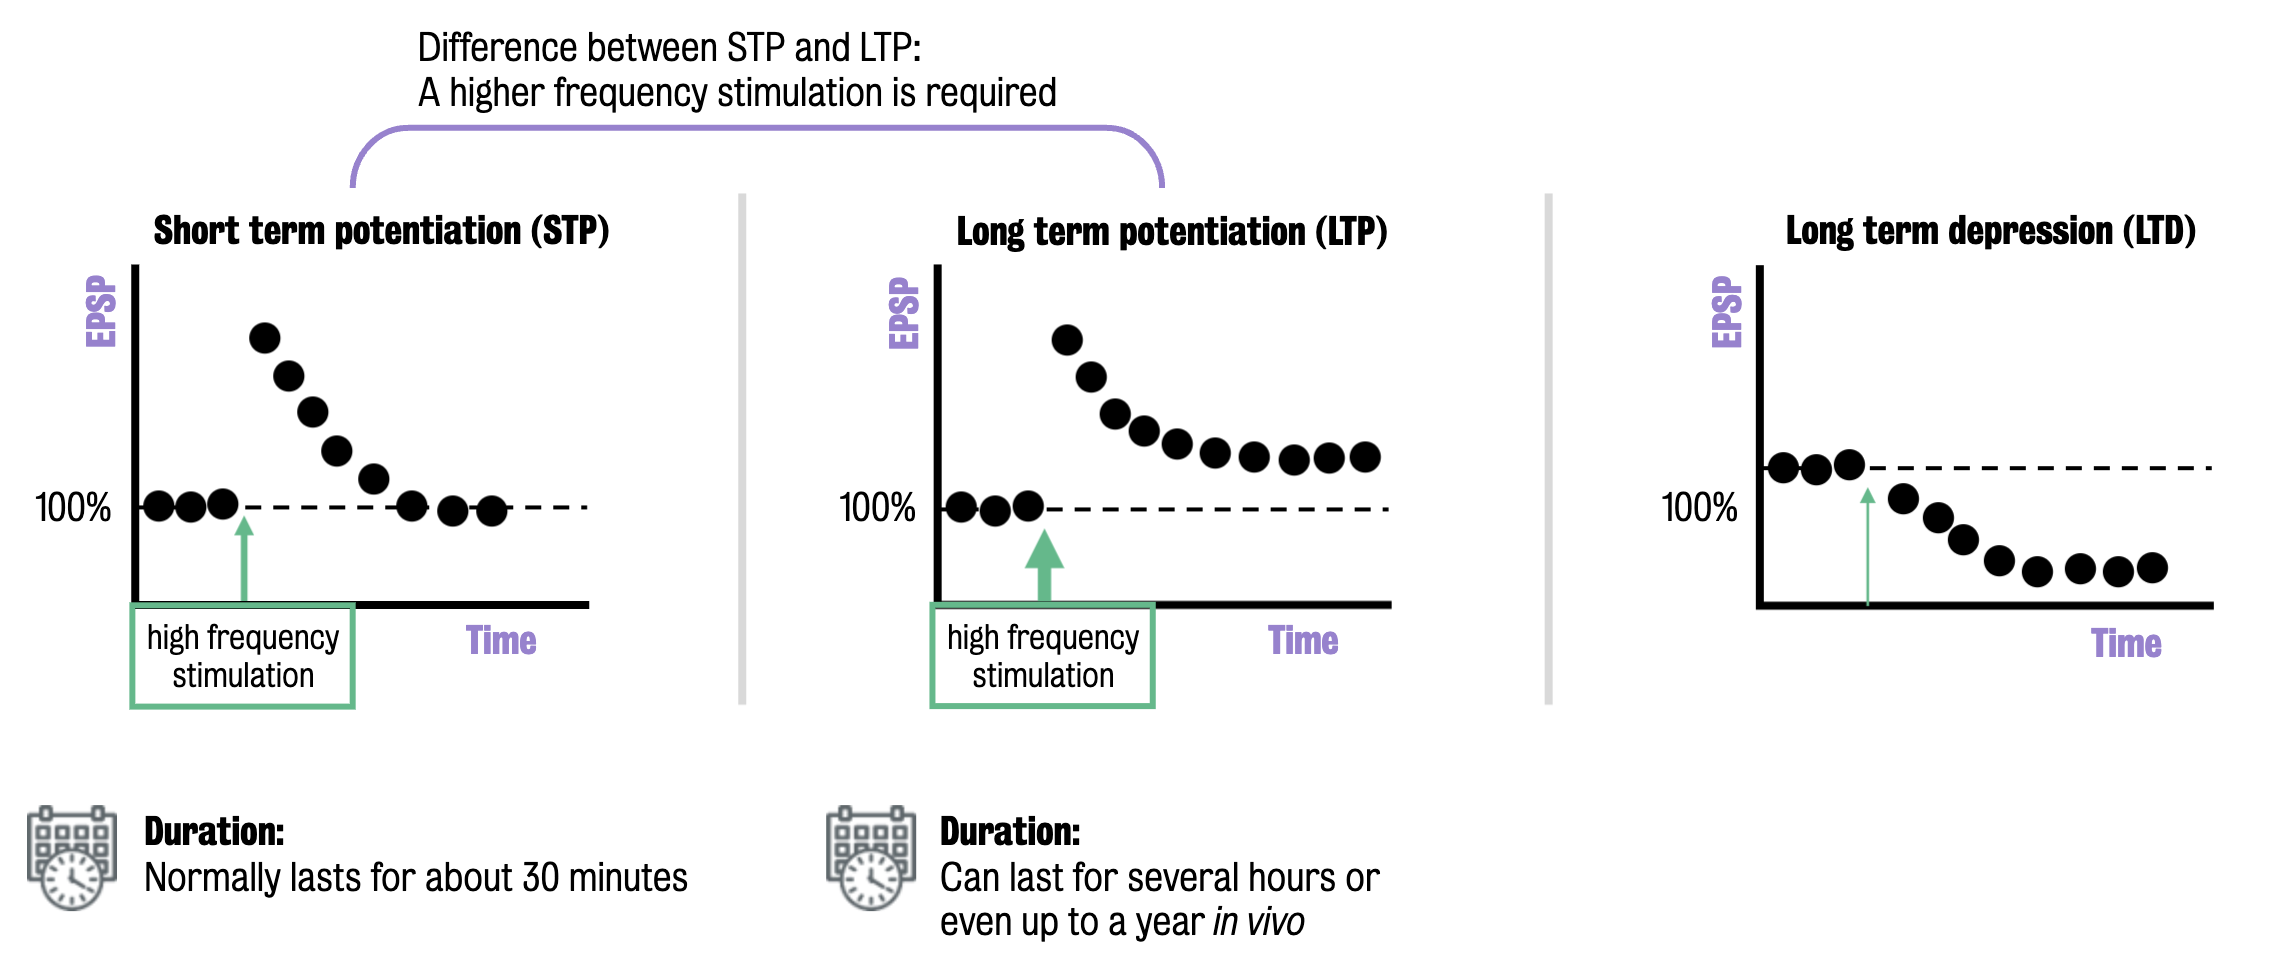 Difference between STP and LTP:
A higher frequency stimulation is required
Short term potentiation (STP)
EPSP
100%
high frequency
stimulation
Time
Duration:
Normally lasts for about 30 minutes
Long term potentiation (LTP)
EPSP
100%
high frequency
stimulation
Time
Duration:
Can last for several hours or
even up to a year in vivo
Long term depression (LTD)
EPSP
100%
Time